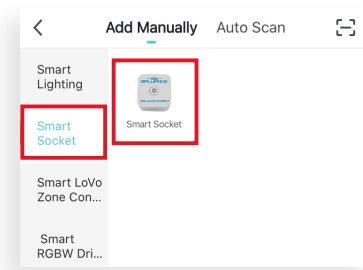 Add Manually Auto Scan
Smart
Lighting
Smart
Socket
Smart Socket
Smart LoVo
Zone Con...
Smart
RGBW Dri...